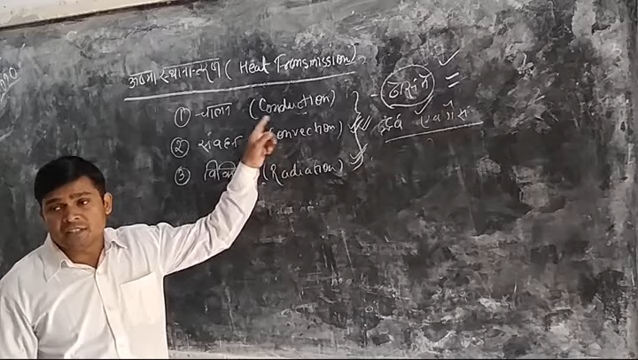 ऊष्मा स्थानान्तरण (Heat Transmission)
① चालन (Conduction) } - ठोस में
② संवहन (Convection) द्रव एवं गैस
③ (Radiation)